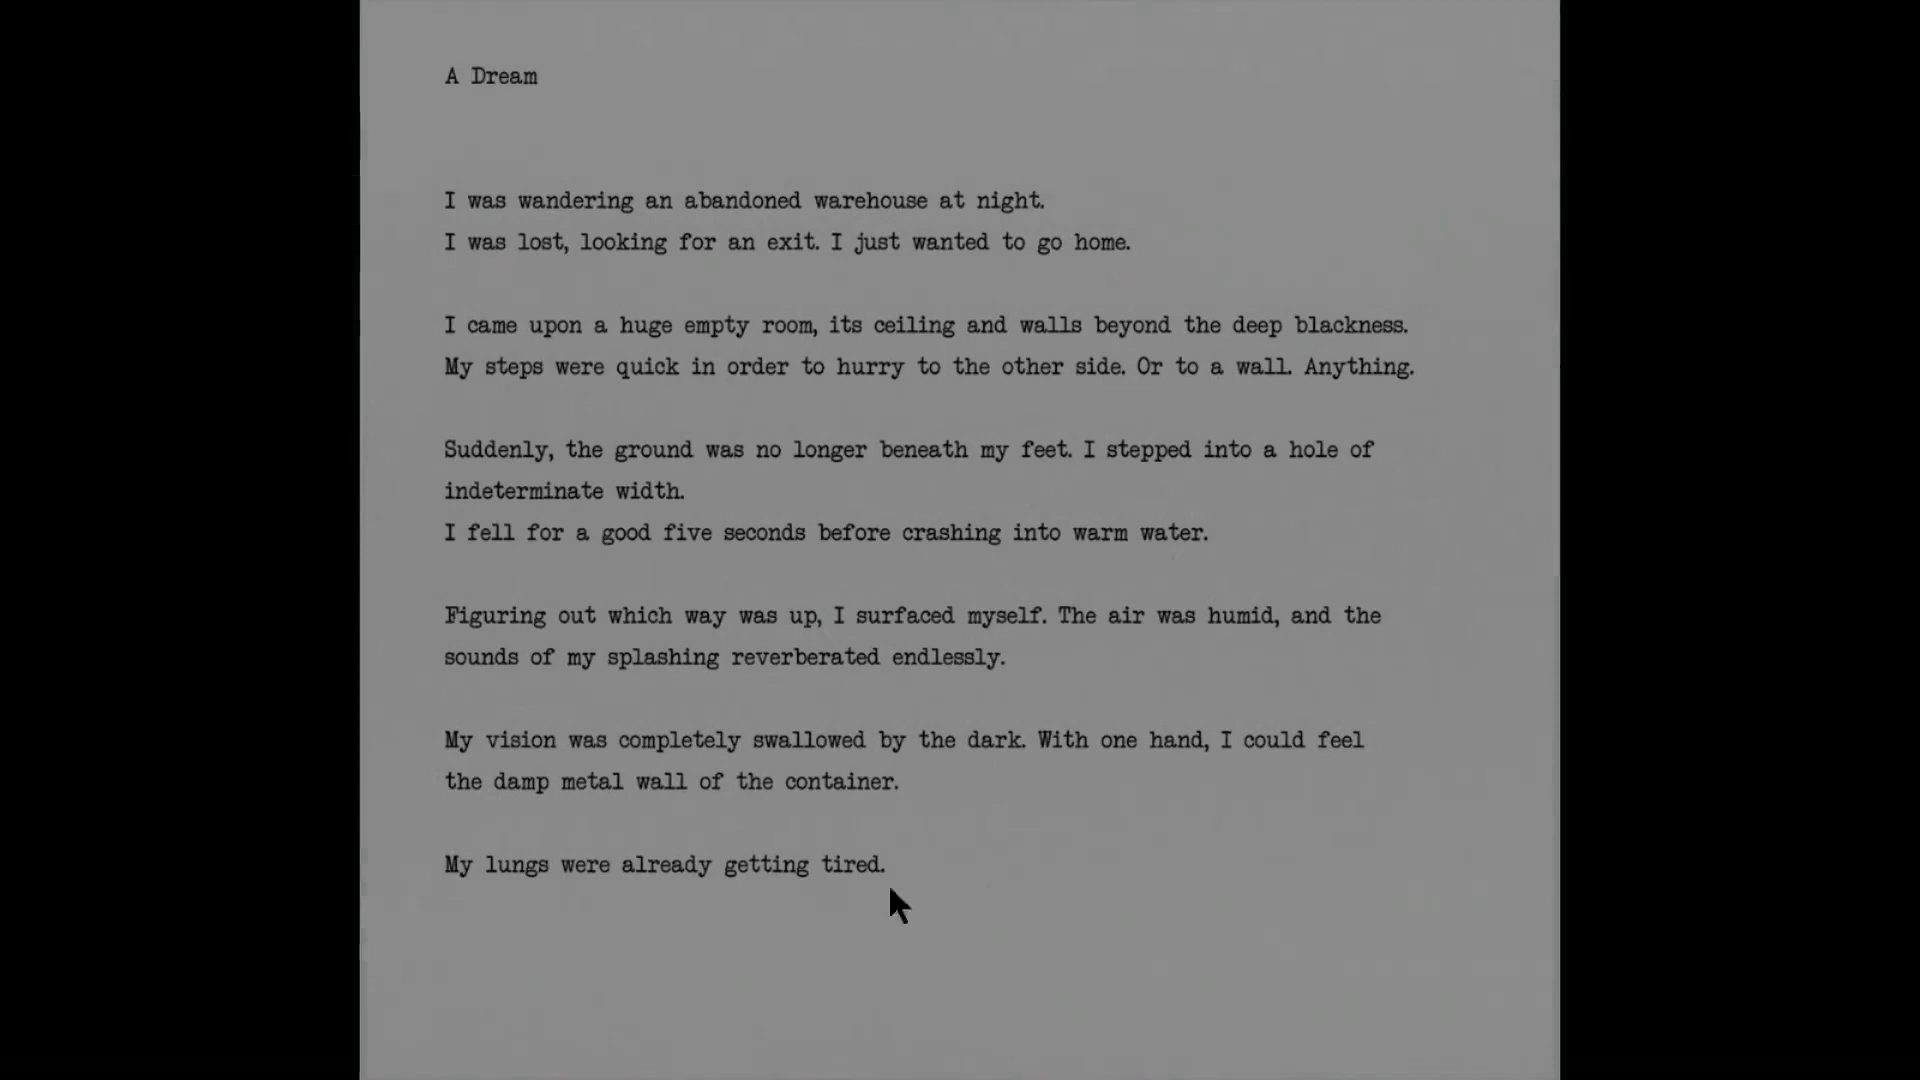 A Dream
I was wandering an abandoned warehouse at night.
I was lost, looking for an exit. I just wanted to go home.
I came upon a huge empty room, its ceiling and walls beyond the deep blackness.
My steps were quick in order to hurry to the other side. Or to a wall. Anything.
Suddenly, the ground was no longer beneath my feet. I stepped into a hole of
indeterminate width.
I fell for a good five seconds before crashing into warm water.
Figuring out which way was up, I surfaced myself. The air was humid, and the
sounds of my splashing reverberated endlessly.
My vision was completely swallowed by the dark. With one hand, I could feel
the damp metal wall of the container.
My lungs were already getting tired.